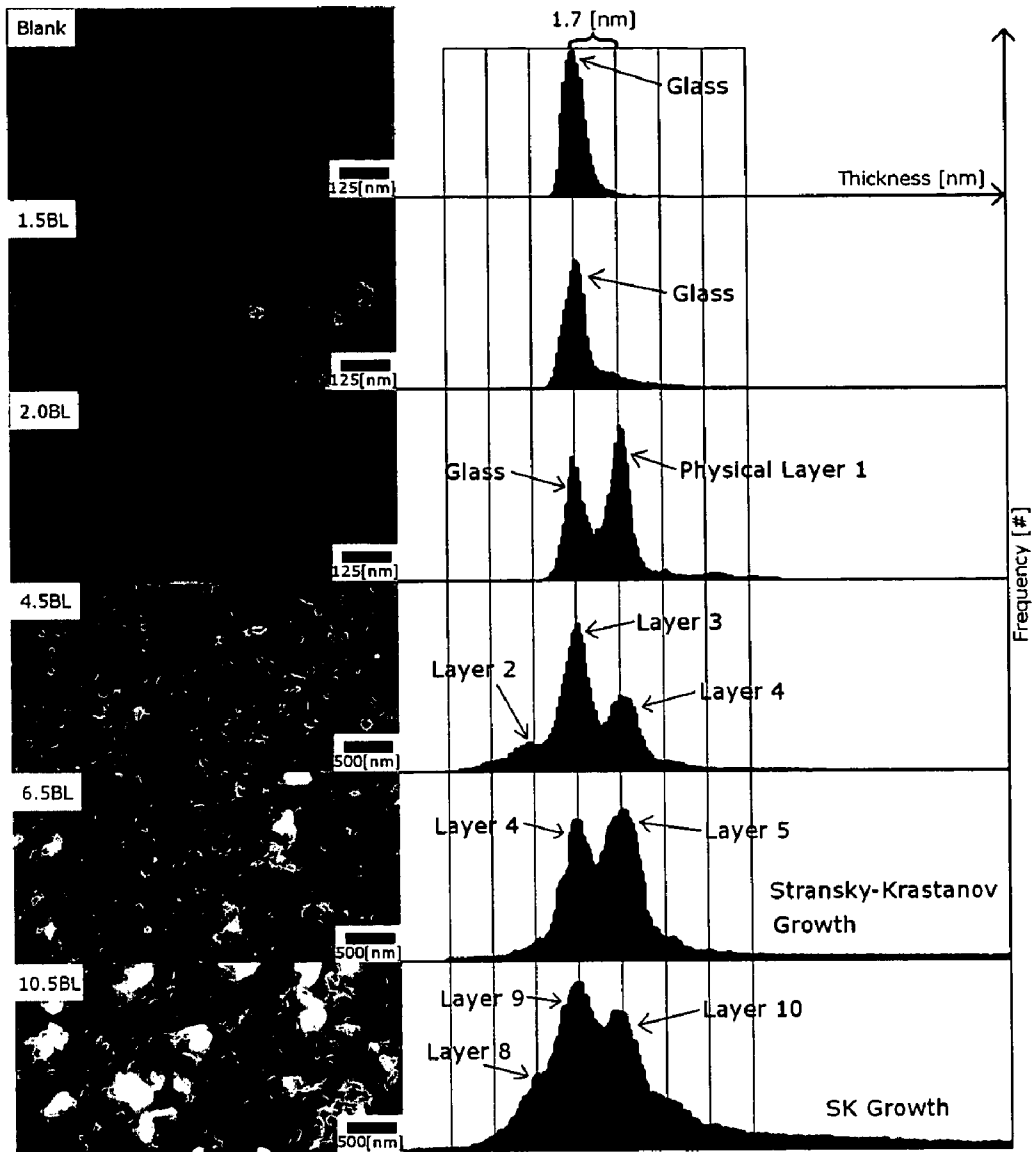 1.7 [nm]
Blank
Glass
125[nm]
Thickness [nm]
1.5BL
Glass
125[nm]
2.0BL
Glass
Physical Layer 1
125[nm]
Frequency [#]
4.5BL
Layer 3
Layer 2
Layer 4
500[nm]
6.5BL
Layer 4
Layer 5
Stransky-Krastanov
Growth
500[nm]
10.5BL
Layer 9
Layer 10
Layer 8
SK Growth
500[nm]